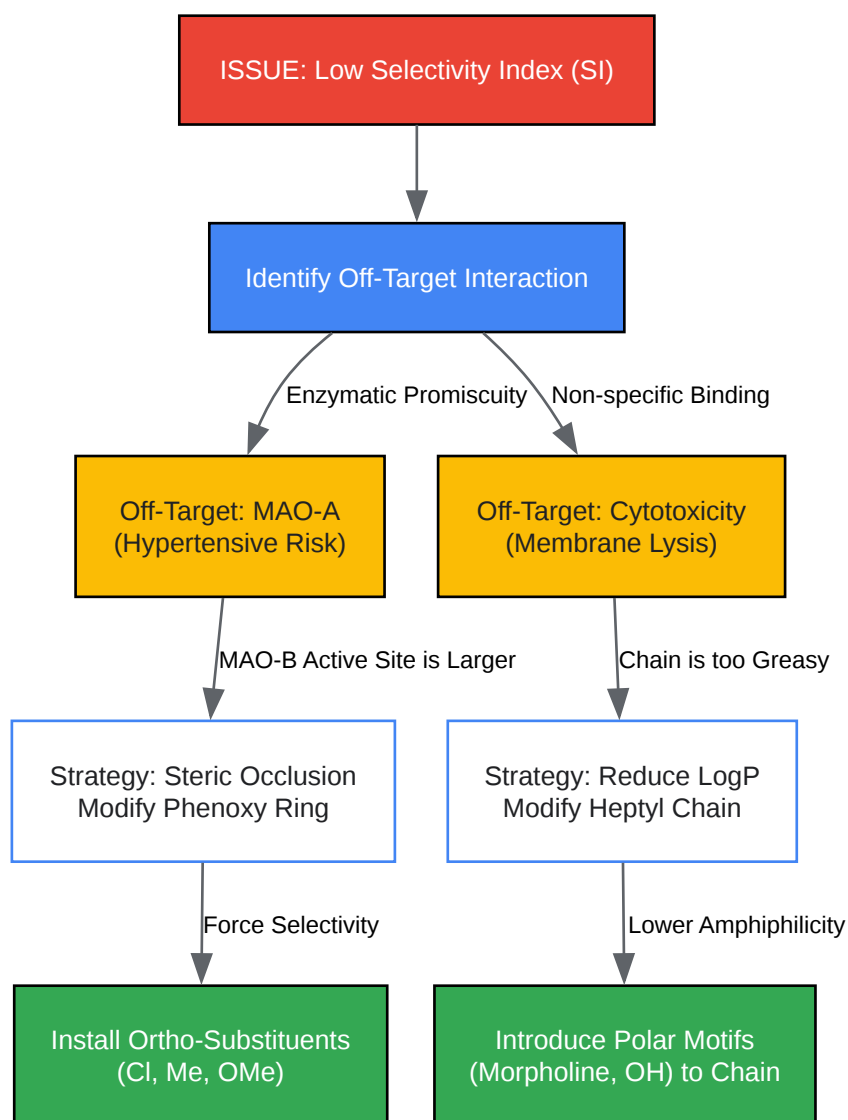 ISSUE: Low Selectivity Index (SI)
Identify Off-Target Interaction
Enzymatic Promiscuity
Non-specific Binding
Off-Target: MAO-A
(Hypertensive Risk)
Off-Target: Cytotoxicity
(Membrane Lysis)
MAO-B Active Site is Larger
Chain is too Greasy
Strategy: Steric Occlusion
Modify Phenoxy Ring
Strategy: Reduce LogP
Modify Heptyl Chain
Force Selectivity
Lower Amphiphilicity
Install Ortho-Substituents
(Cl, Me, OMe)
Introduce Polar Motifs
(Morpholine, OH) to Chain